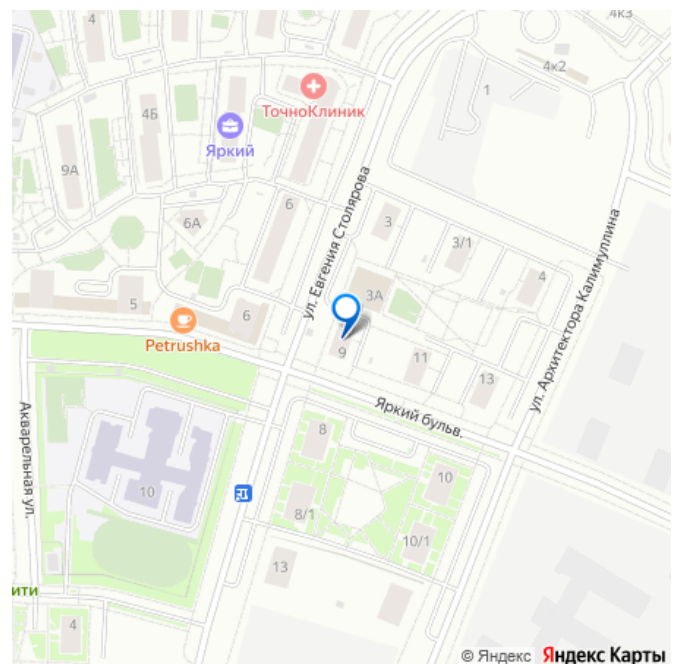 4
4к3
4к2
1
ТочноКлиник
4Б
Яркий
9А
6А
6
3
3/1
4
ул. Евгения Столярова
ул. Архитектора Калимуллина
3А
5
6
Petrushka
9
11
13
Яркий бульв.
Акварельная ул.
8
10
10
8/1
10/1
13
ити
4
© Яндекс Яндекс Карты